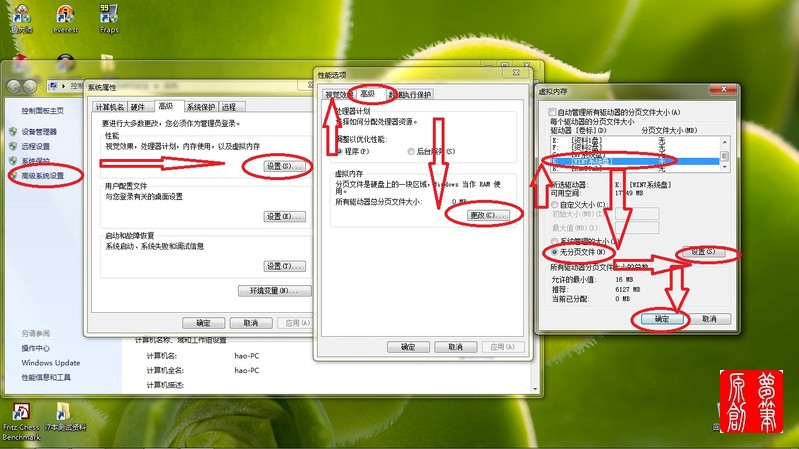 everest
Fraps
控制面板主页
设备管理器
远程设置
系统保护
高级系统设置
另请参阅
操作中心
Windows Update
性能信息和工具
系统属性
计算机名 硬件 高级 系统保护 远程
要进行大多数更改，您必须作为管理员登录。
性能
视觉效果，处理器计划，内存使用，以及虚拟内存
设置(S)...
用户配置文件
与您登录有关的桌面设置
设置(E)...
启动和故障恢复
系统启动、系统失败和调试信息
设置(T)...
环境变量(N)...
确定 取消 应用(A)
计算机名称、域和工作组设置
计算机名: hao-PC
计算机全名: hao-PC
计算机描述:
性能选项
视觉效果 高级 数据执行保护
处理器计划
选择如何分配处理器资源。
调整以优化性能:
程序(P) 后台服务(S)
虚拟内存
分页文件是硬盘上的一块区域，Windows 当作 RAM 使
用。
所有驱动器总分页文件大小: 0 MB
更改(C)...
确定 取消 应用(A)
虚拟内存
自动管理所有驱动器的分页文件大小(A)
每个驱动器的分页文件大小
驱动器 [卷标](D) 分页文件大小(MB)
[资料1盘] 无
[资料2盘] 无
K: [WIN7系统盘] 无
所选驱动器: K: [WIN7系统盘]
可用空间:
自定义大小(C):
初始大小(MB)(I):
最大值(MB)(X):
系统管理的大小(Y)
无分页文件(N) 设置(S)
所有驱动器分页文件大小的总数
允许的最小值: 16 MB
推荐: 6127 MB
当前已分配: 0 MB
确定 取消
Fritz Chess
Benchmark
i7本测试资料
夢筆
原創